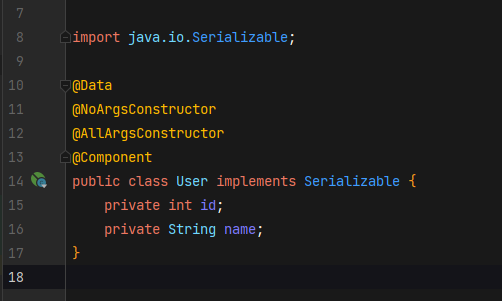 7
8 import java.io.Serializable;
9
10 @Data
11 @NoArgsConstructor
12 @AllArgsConstructor
13 @Component
14 public class User implements Serializable {
15     private int id;
16     private String name;
17 }
18